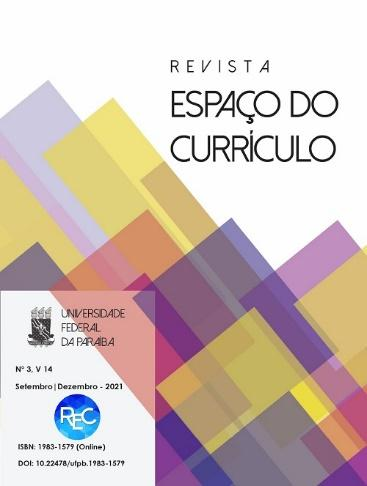 REVISTA
ESPAÇO DO
CURRÍCULO
UNIVERSIDADE
FEDERAL
DA PARAÍBA
Nº 3, V 14
Setembro|Dezembro - 2021
REC
ISBN: 1983-1579 (Online)
DOI: 10.22478/ufpb.1983-1579